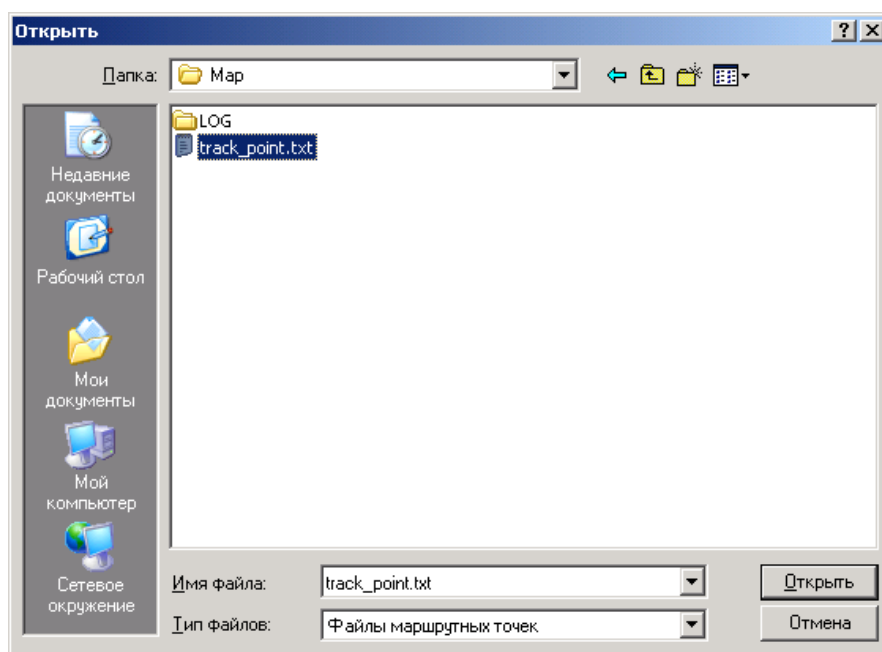 Открыть
Папка: Map
LOG
track_point.txt
Недавние
документы
Рабочий стол
Мои
документы
Мой
компьютер
Сетевое
окружение
Имя файла: track_point.txt Открыть
Тип файлов: Файлы маршрутных точек Отмена